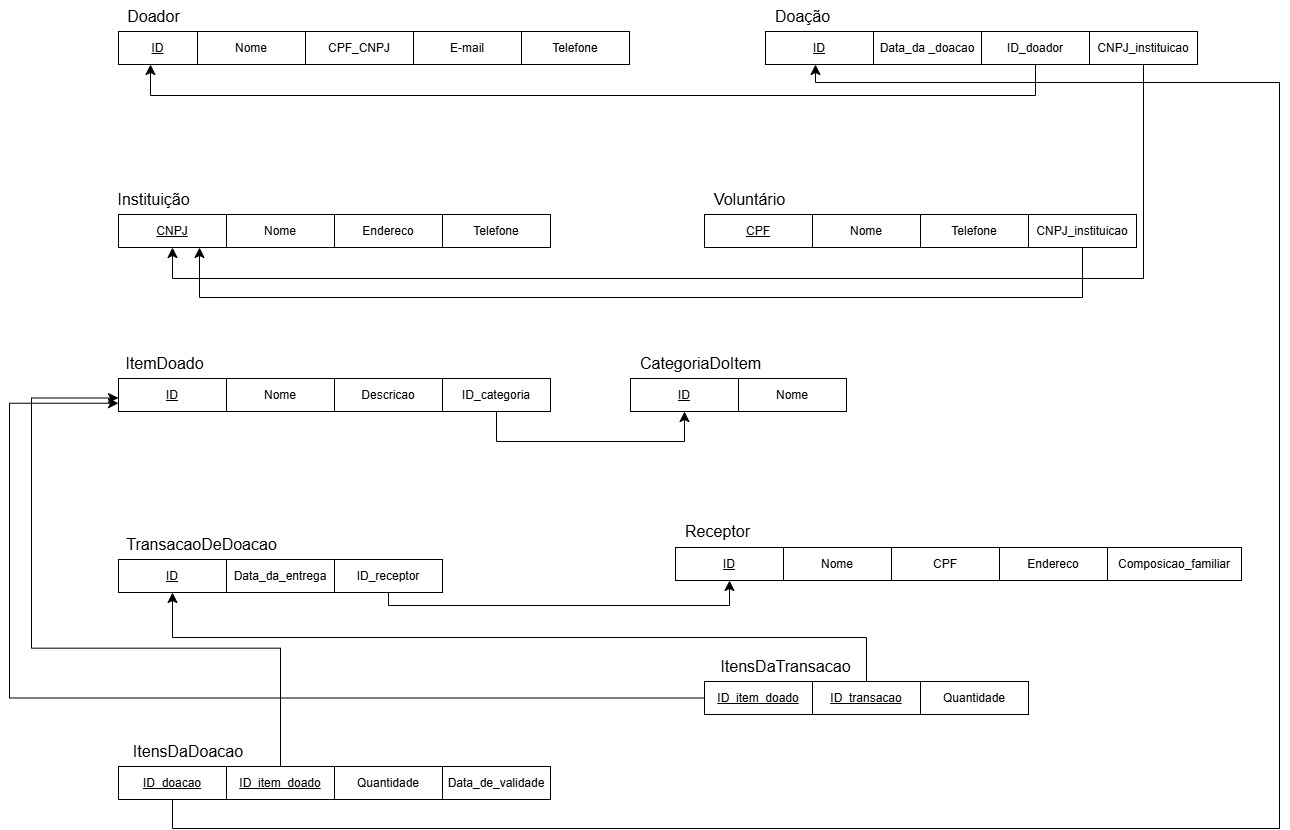 Doador
ID Nome CPF_CNPJ E-mail Telefone
Doação
ID Data_da _doacao ID_doador CNPJ_instituicao
Instituição
CNPJ Nome Endereco Telefone
Voluntário
CPF Nome Telefone CNPJ_instituicao
ItemDoado
ID Nome Descricao ID_categoria
CategoriaDoItem
ID Nome
TransacaoDeDoacao
ID Data_da_entrega ID_receptor
Receptor
ID Nome CPF Endereco Composicao_familiar
ItensDaTransacao
ID_item_doado ID_transacao Quantidade
ItensDaDoacao
ID_doacao ID_item_doado Quantidade Data_de_validade